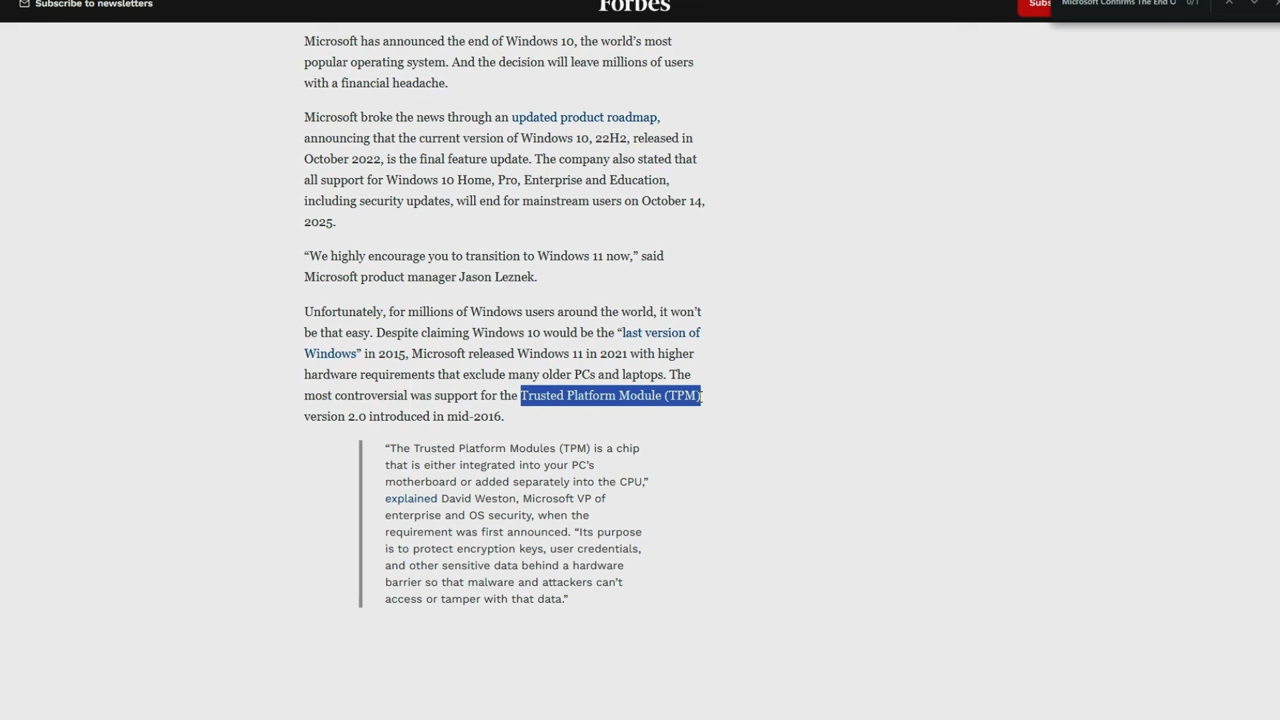 Subscribe to newsletters
Forbes
Subs
Microsoft Confirms The End O 0/1
Microsoft has announced the end of Windows 10, the world’s most
popular operating system. And the decision will leave millions of users
with a financial headache.
Microsoft broke the news through an updated product roadmap,
announcing that the current version of Windows 10, 22H2, released in
October 2022, is the final feature update. The company also stated that
all support for Windows 10 Home, Pro, Enterprise and Education,
including security updates, will end for mainstream users on October 14,
2025.
“We highly encourage you to transition to Windows 11 now,” said
Microsoft product manager Jason Leznek.
Unfortunately, for millions of Windows users around the world, it won’t
be that easy. Despite claiming Windows 10 would be the “last version of
Windows” in 2015, Microsoft released Windows 11 in 2021 with higher
hardware requirements that exclude many older PCs and laptops. The
most controversial was support for the Trusted Platform Module (TPM)
version 2.0 introduced in mid-2016.
“The Trusted Platform Modules (TPM) is a chip
that is either integrated into your PC’s
motherboard or added separately into the CPU,”
explained David Weston, Microsoft VP of
enterprise and OS security, when the
requirement was first announced. “Its purpose
is to protect encryption keys, user credentials,
and other sensitive data behind a hardware
barrier so that malware and attackers can’t
access or tamper with that data.”